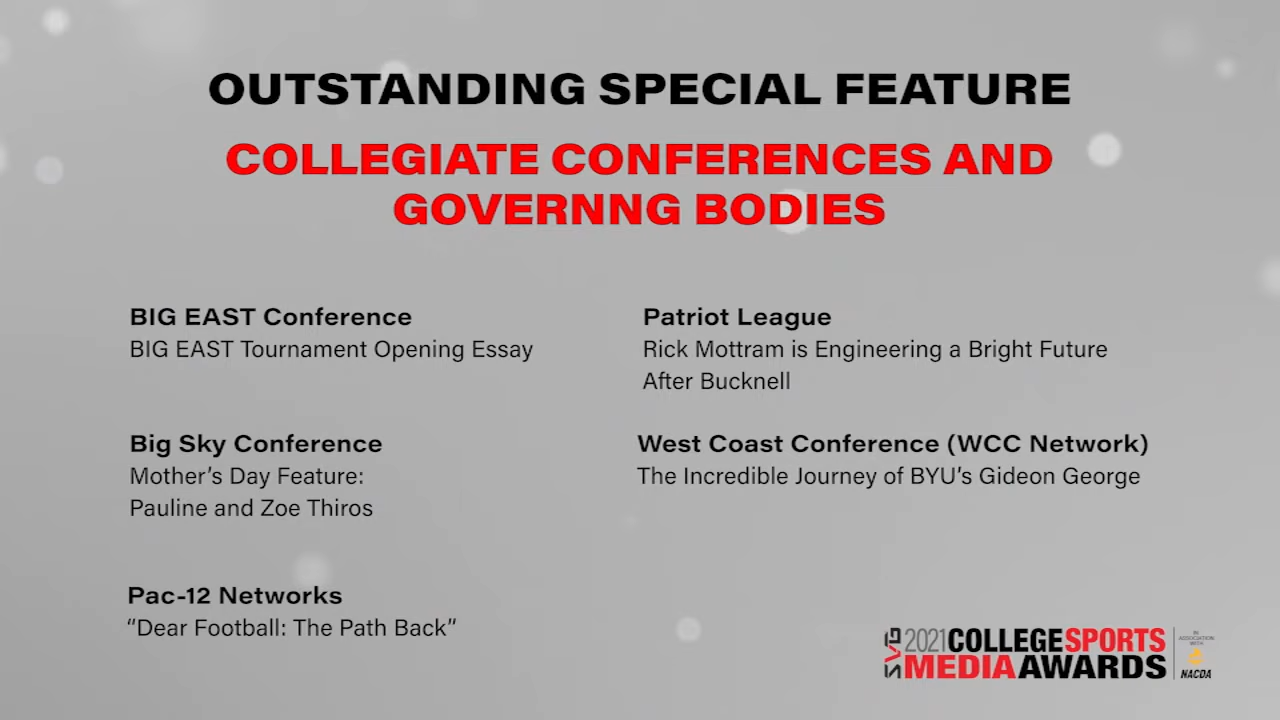 OUTSTANDING SPECIAL FEATURE
COLLEGIATE CONFERENCES AND
GOVERNNG BODIES
BIG EAST Conference
BIG EAST Tournament Opening Essay
Big Sky Conference
Mother's Day Feature:
Pauline and Zoe Thiros
Pac-12 Networks
“Dear Football: The Path Back”
Patriot League
Rick Mottram is Engineering a Bright Future
After Bucknell
West Coast Conference (WCC Network)
The Incredible Journey of BYU's Gideon George
SVG
2021 COLLEGE SPORTS
MEDIA AWARDS
IN
ASSOCIATION
WITH
NACDA